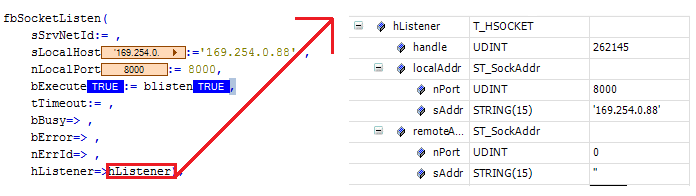 fbSocketListen(
sSrvNetId:= ,
sLocalHost '169.254.0. :='169.254.0.88' ,
nLocalPort 8000 := 8000,
bExecute TRUE := blisten TRUE ,
tTimeout:= ,
bBusy=> ,
bError=> ,
nErrId=> ,
hListener=>hListener ,
hListener T_HSOCKET
handle UDINT 262145
localAddr ST_SockAddr
nPort UDINT 8000
sAddr STRING(15) '169.254.0.88'
remoteA... ST_SockAddr
nPort UDINT 0
sAddr STRING(15) ''